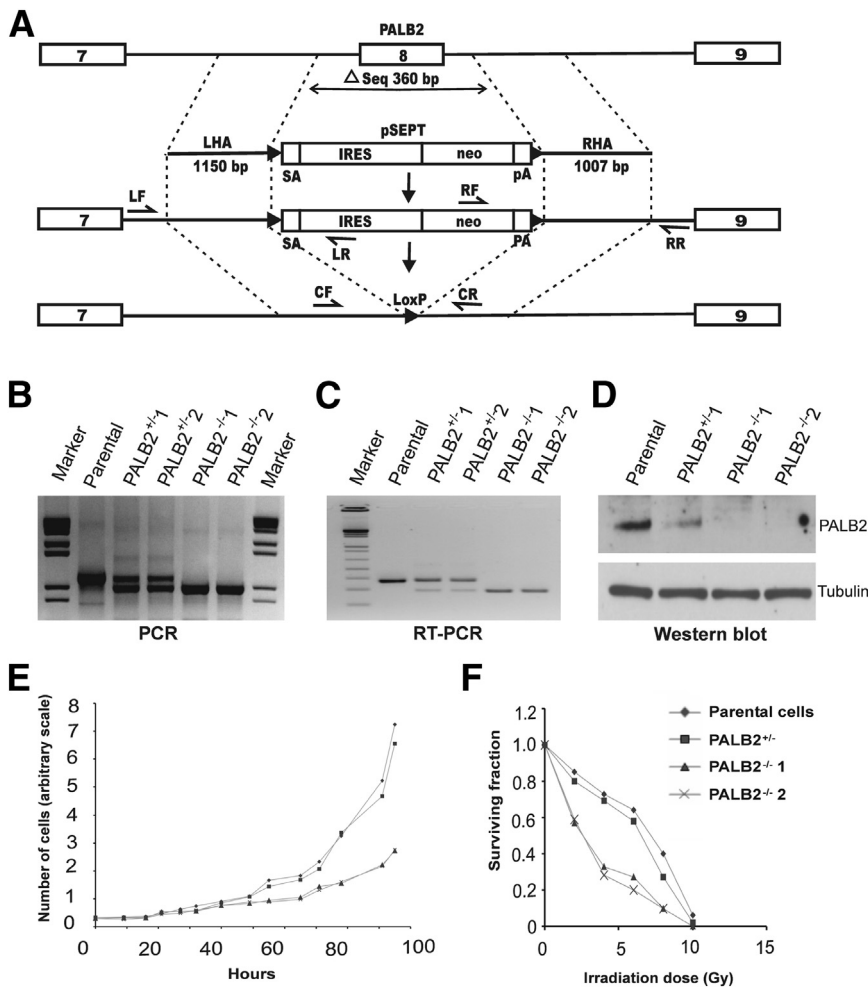 A
PALB2
7
8
9
△ Seq 360 bp
pSEPT
LHA
1150 bp
SA
IRES
neo
pA
RHA
1007 bp
LF
RF
7
SA
IRES
neo
PA
9
LR
RR
CF
LoxP
CR
7
9
B
Marker
Parental
PALB2+/-1
PALB2+/-2
PALB2-/-1
PALB2-/-2
Marker
PCR
C
Marker
Parental
PALB2+/-1
PALB2+/-2
PALB2-/-1
PALB2-/-2
RT-PCR
D
Parental
PALB2+/-1
PALB2-/-1
PALB2-/-2
PALB2
Tubulin
Western blot
E
Number of cells (arbitrary scale)
8
7
6
5
4
3
2
1
0
0 20 40 60 80 100
Hours
F
Surviving fraction
1.2
1.0
0.8
0.6
0.4
0.2
0
0 5 10 15
Irradiation dose (Gy)
Parental cells
PALB2+/-
PALB2-/- 1
PALB2-/- 2